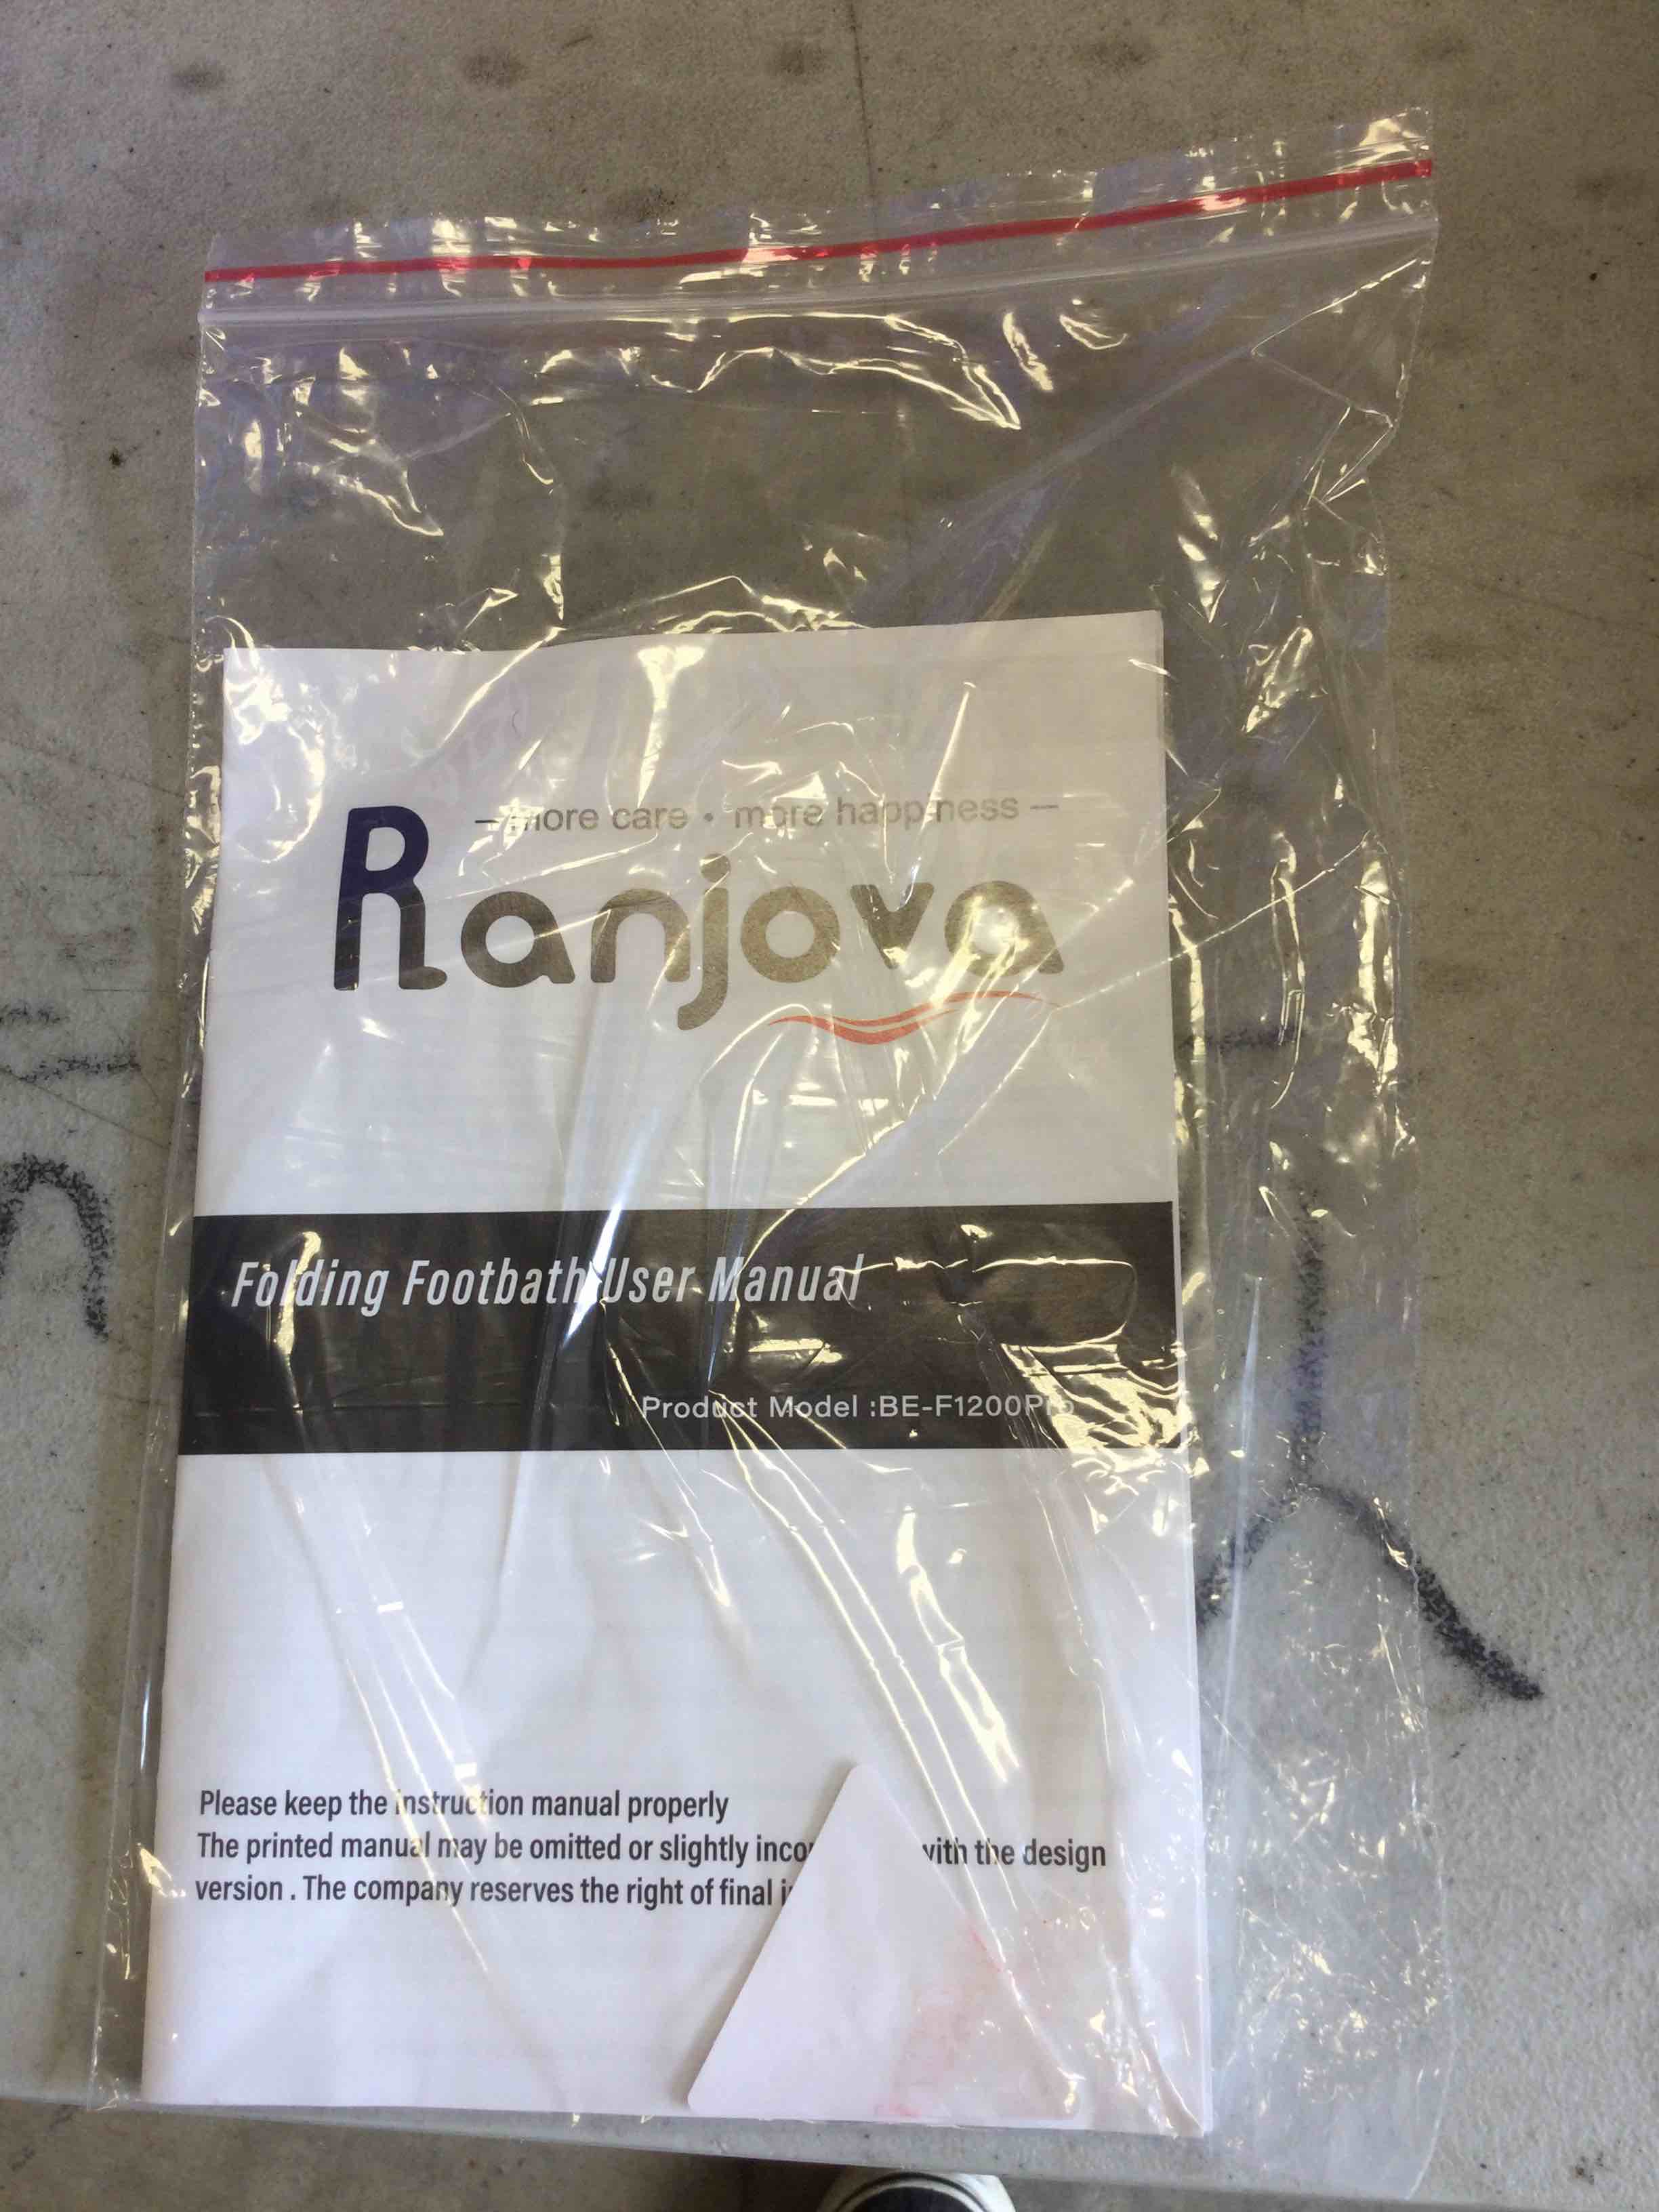 — more care • more happiness —
Ranjova
Folding Footbath User Manual
Product Model :BE-F1200Pro
Please keep the instruction manual properly
The printed manual may be omitted or slightly with the design
version . The company reserves the right of final